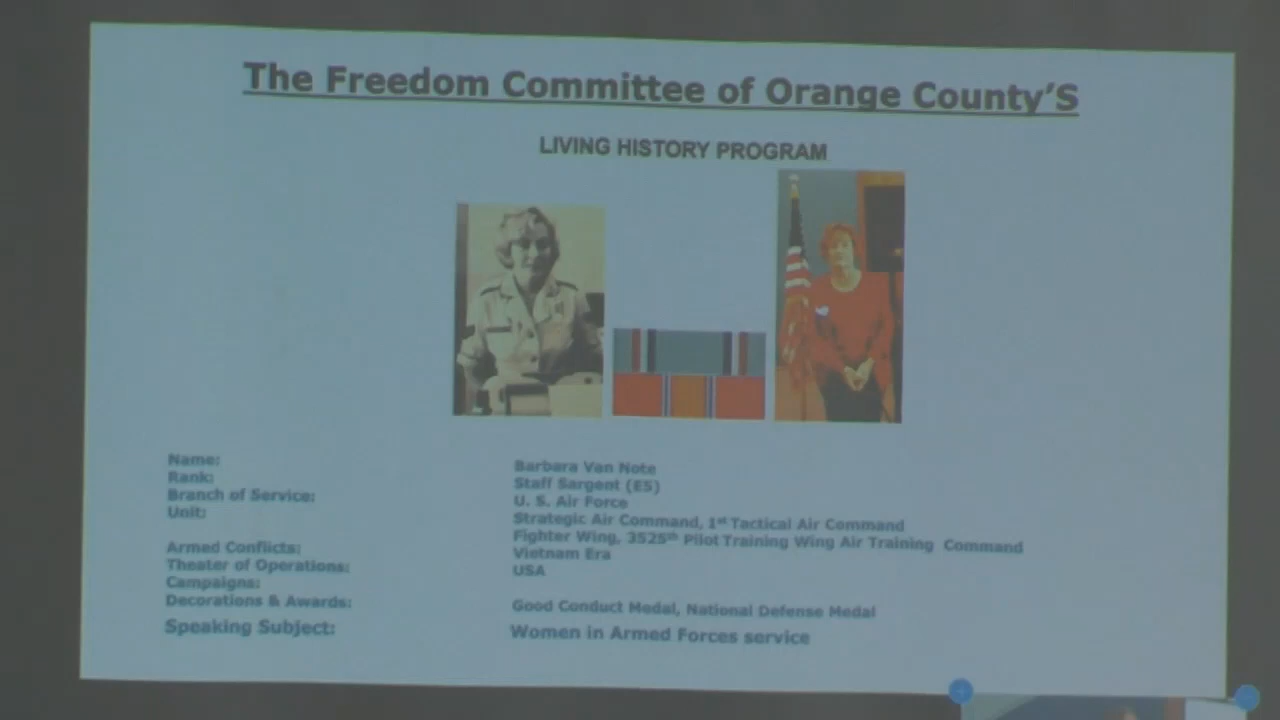 The Freedom Committee of Orange County'S
LIVING HISTORY PROGRAM
Name: Barbara Van Note
Rank: Staff Sargent (E5)
Branch of Service: U. S. Air Force
Unit: Strategic Air Command, 1st Tactical Air Command
Fighter Wing, 3525th Pilot Training Wing Air Training Command
Armed Conflicts: Vietnam Era
Theater of Operations: USA
Campaigns:
Decorations & Awards: Good Conduct Medal, National Defense Medal
Speaking Subject: Women in Armed Forces service